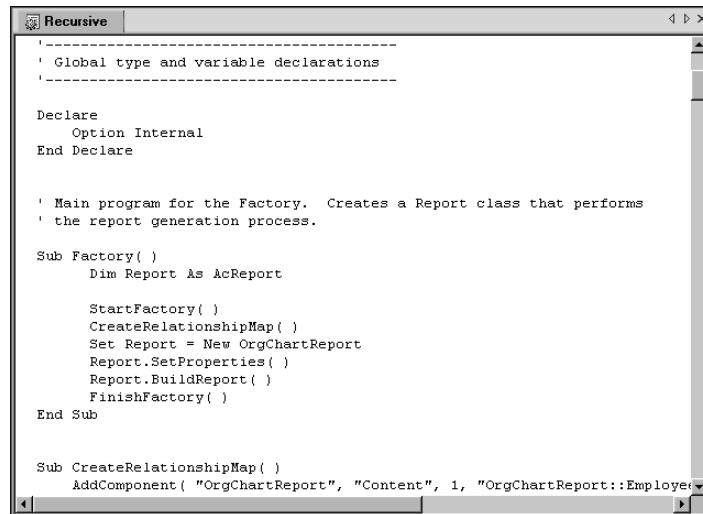 Recursive
'----------------------------------------
' Global type and variable declarations
'----------------------------------------
Declare
Option Internal
End Declare
' Main program for the Factory.  Creates a Report class that performs
' the report generation process.
Sub Factory( )
Dim Report As AcReport
StartFactory( )
CreateRelationshipMap( )
Set Report = New OrgChartReport
Report.SetProperties( )
Report.BuildReport( )
FinishFactory( )
End Sub
Sub CreateRelationshipMap( )
AddComponent( "OrgChartReport", "Content", 1, "OrgChartReport::Employee